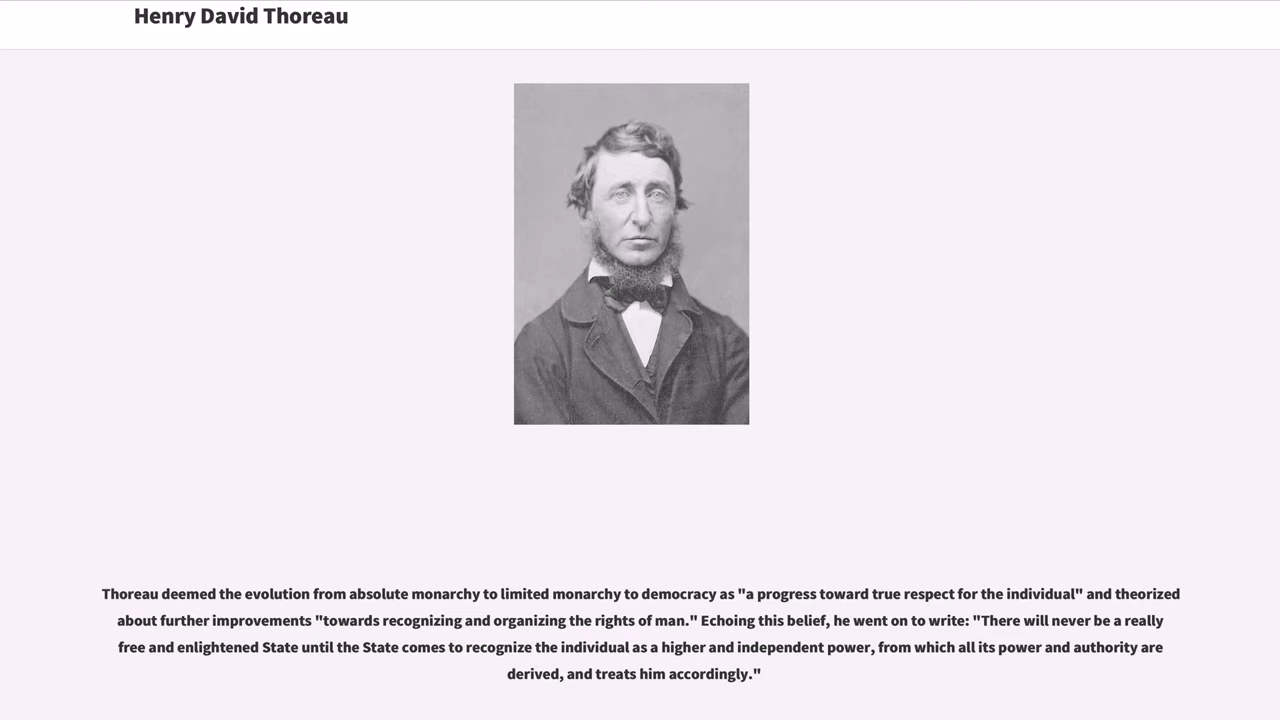 Henry David Thoreau
Thoreau deemed the evolution from absolute monarchy to limited monarchy to democracy as "a progress toward true respect for the individual" and theorized
about further improvements "towards recognizing and organizing the rights of man." Echoing this belief, he went on to write: "There will never be a really
free and enlightened State until the State comes to recognize the individual as a higher and independent power, from which all its power and authority are
derived, and treats him accordingly."